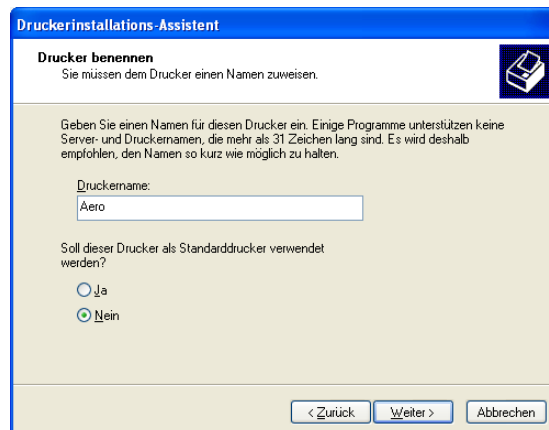 Druckerinstallations-Assistent
Drucker benennen
Sie müssen dem Drucker einen Namen zuweisen.
Geben Sie einen Namen für diesen Drucker ein. Einige Programme unterstützen keine
Server- und Druckernamen, die mehr als 31 Zeichen lang sind. Es wird deshalb
empfohlen, den Namen so kurz wie möglich zu halten.
Druckername:
Aero
Soll dieser Drucker als Standarddrucker verwendet
werden?
Ja
Nein
< Zurück Weiter > Abbrechen